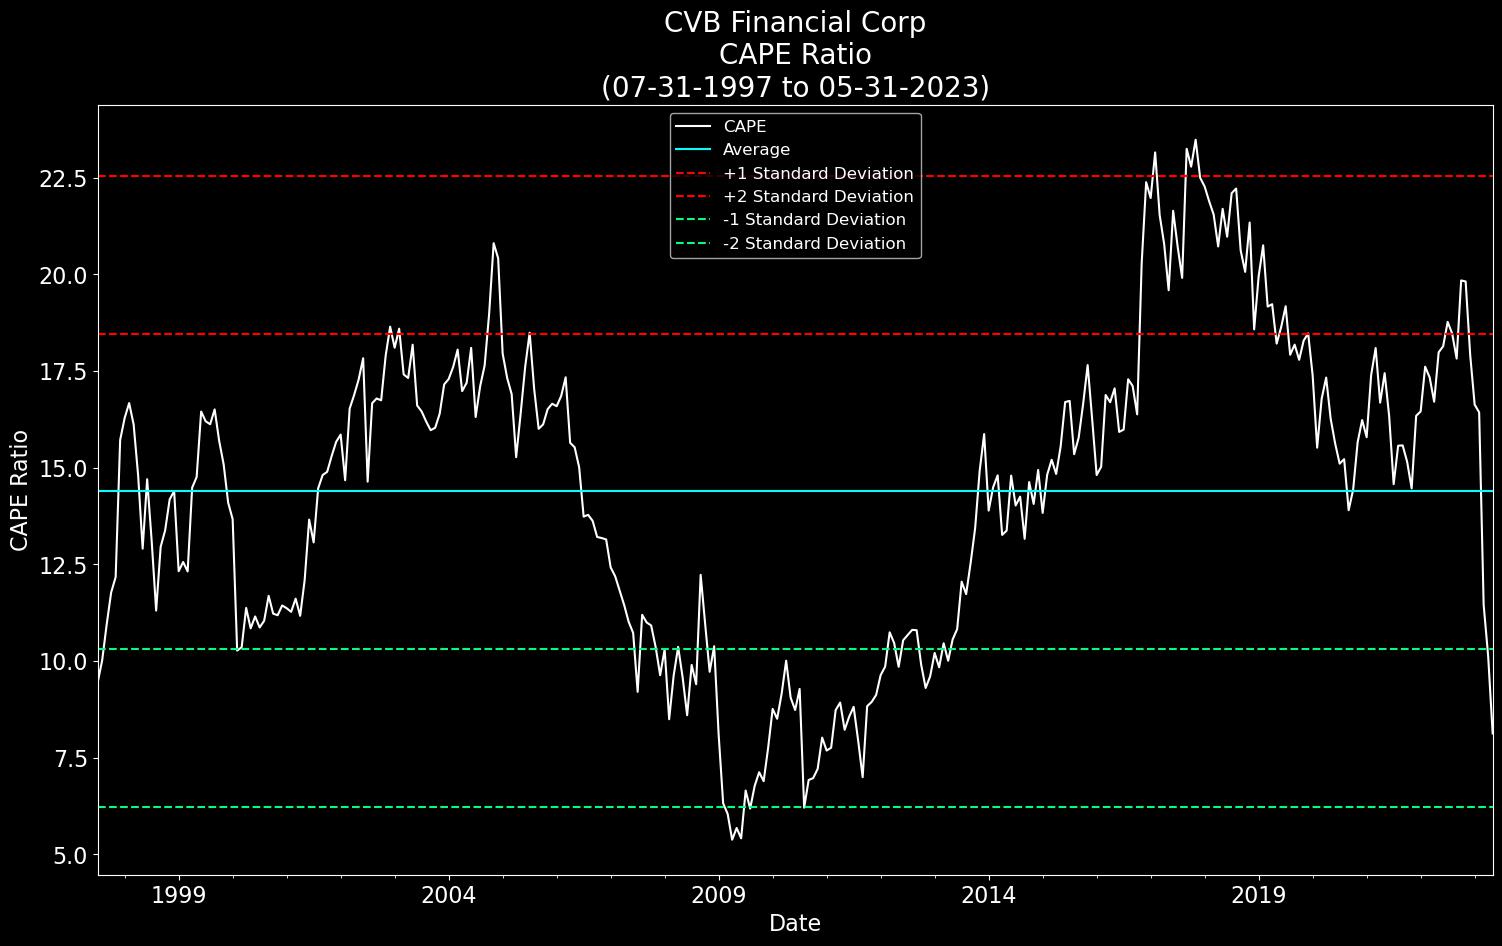 CVB Financial Corp
CAPE Ratio
(07-31-1997 to 05-31-2023)
CAPE
Average
+1 Standard Deviation
+2 Standard Deviation
-1 Standard Deviation
-2 Standard Deviation
22.5
20.0
17.5
15.0
12.5
10.0
7.5
5.0
CAPE Ratio
1999 2004 2009 2014 2019
Date